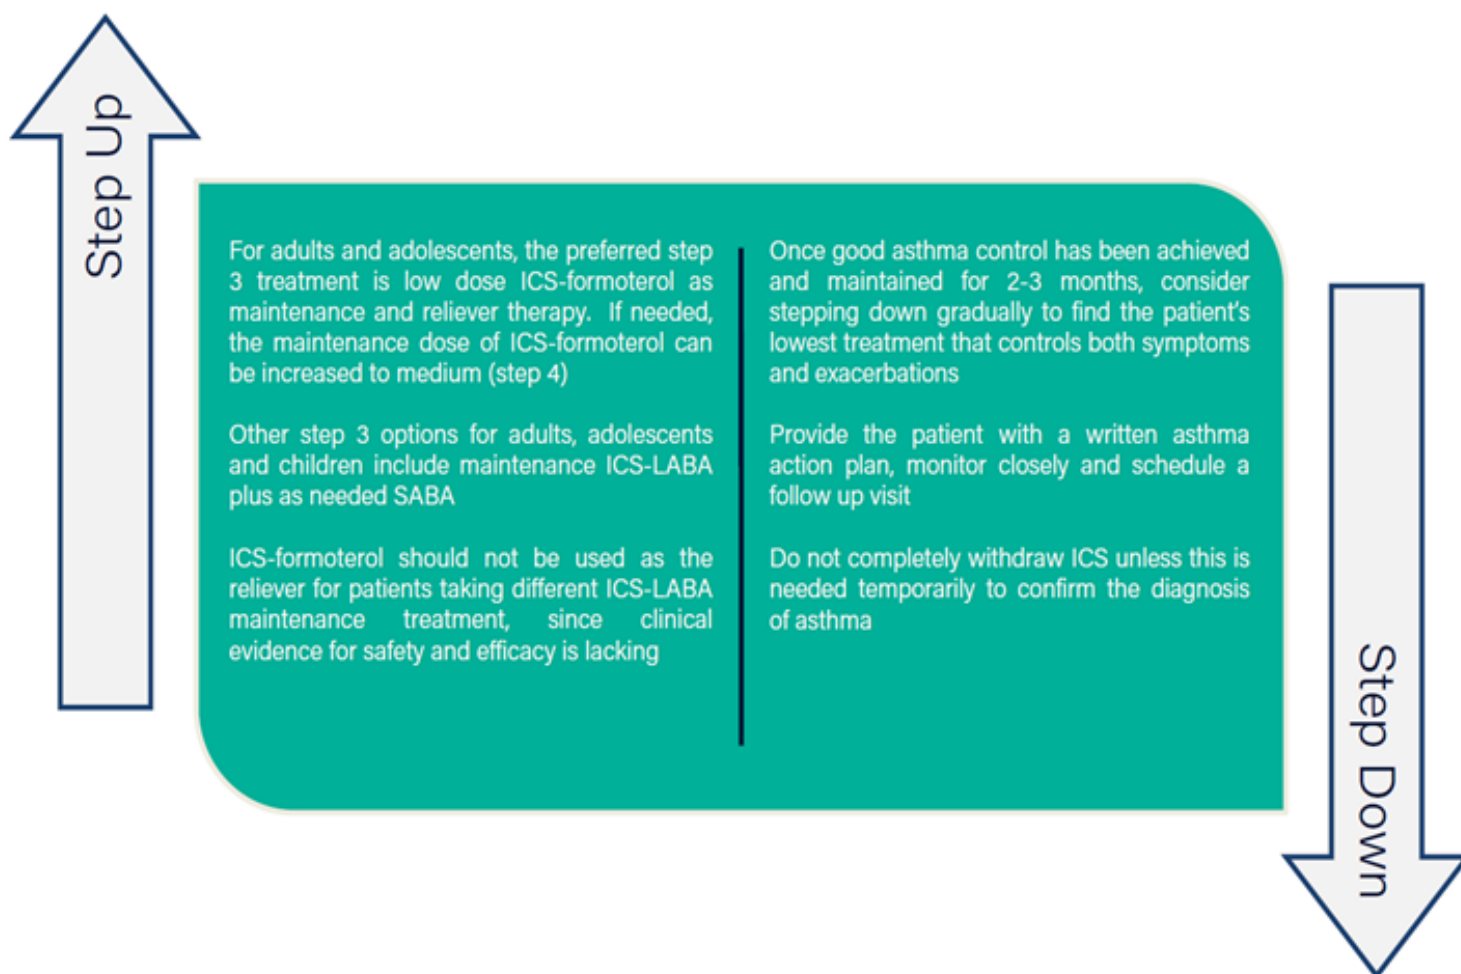 Step Up
For adults and adolescents, the preferred step
3 treatment is low dose ICS-formoterol as
maintenance and reliever therapy. If needed,
the maintenance dose of ICS-formoterol can
be increased to medium (step 4)
Other step 3 options for adults, adolescents
and children include maintenance ICS-LABA
plus as needed SABA
ICS-formoterol should not be used as the
reliever for patients taking different ICS-LABA
maintenance treatment, since clinical
evidence for safety and efficacy is lacking
Once good asthma control has been achieved
and maintained for 2-3 months, consider
stepping down gradually to find the patient's
lowest treatment that controls both symptoms
and exacerbations
Provide the patient with a written asthma
action plan, monitor closely and schedule a
follow up visit
Do not completely withdraw ICS unless this is
needed temporarily to confirm the diagnosis
of asthma
Step Down